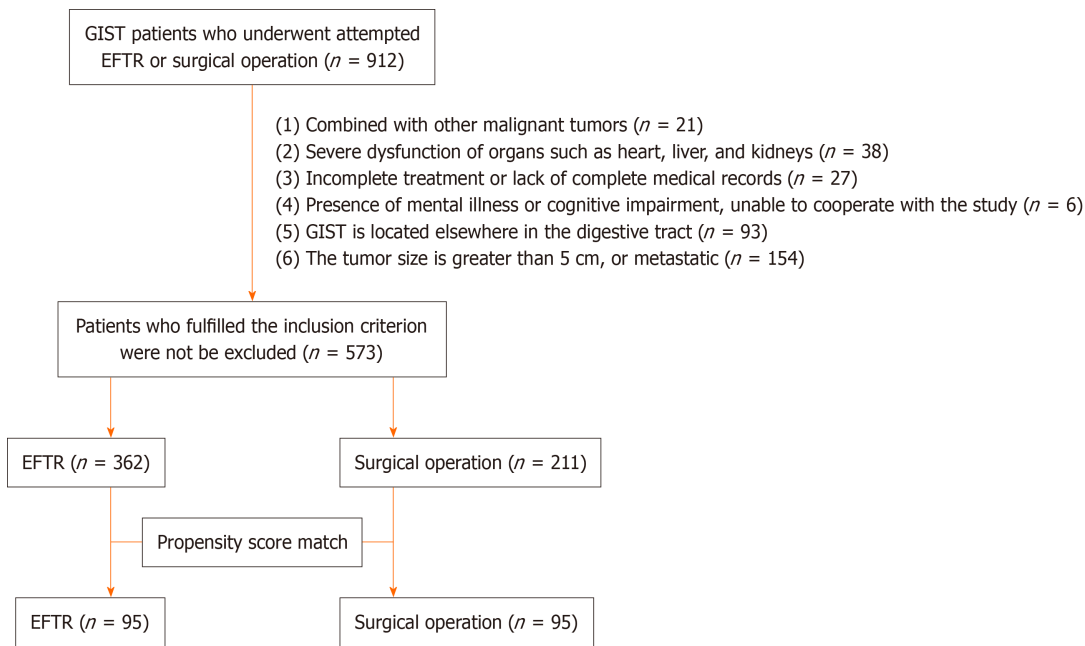 GIST patients who underwent attempted
EFTR or surgical operation (n = 912)
(1) Combined with other malignant tumors (n = 21)
(2) Severe dysfunction of organs such as heart, liver, and kidneys (n = 38)
(3) Incomplete treatment or lack of complete medical records (n = 27)
(4) Presence of mental illness or cognitive impairment, unable to cooperate with the study (n = 6)
(5) GIST is located elsewhere in the digestive tract (n = 93)
(6) The tumor size is greater than 5 cm, or metastatic (n = 154)
Patients who fulfilled the inclusion criterion
were not be excluded (n = 573)
EFTR (n = 362)
Surgical operation (n = 211)
Propensity score match
EFTR (n = 95)
Surgical operation (n = 95)